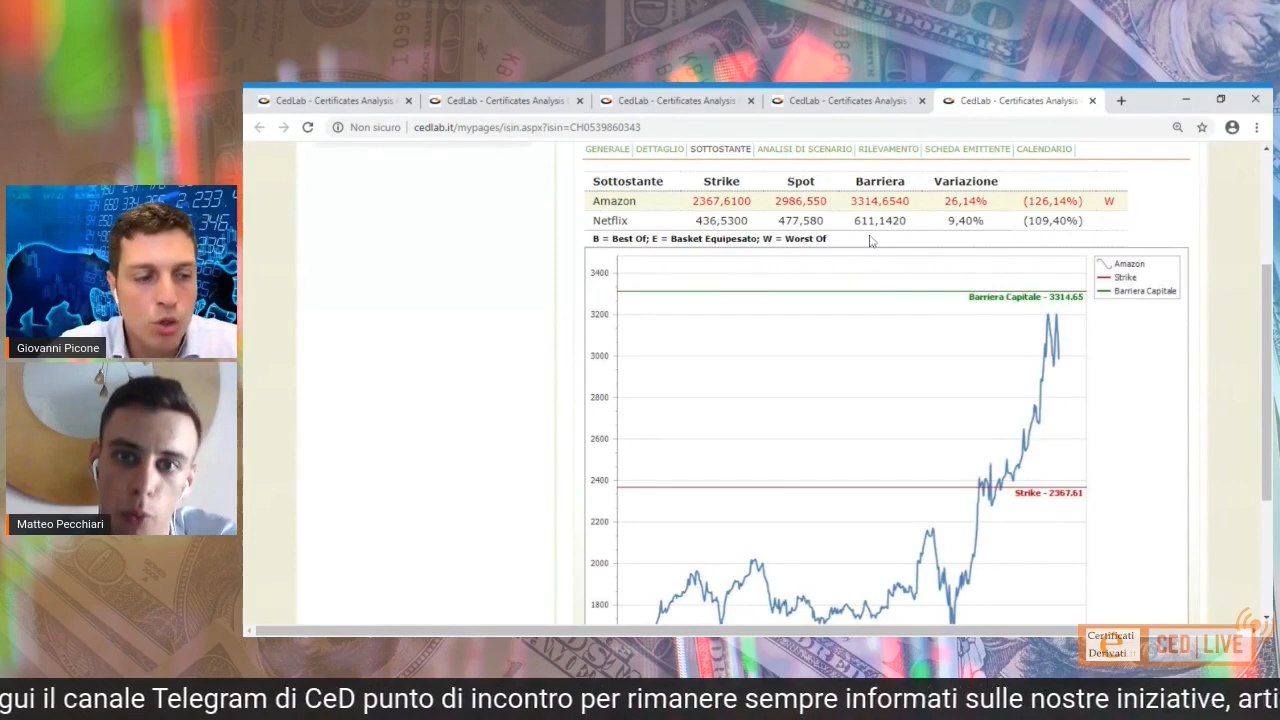 CedLab - Certificates Analysis
CedLab - Certificates Analysis
CedLab - Certificates Analysis
CedLab - Certificates Analysis
CedLab - Certificates Analysis
Non sicuro | cedlab.it/mypages/isin.aspx?isin=CH0539860343
GENERALE | DETTAGLIO | SOTTOSTANTE | ANALISI DI SCENARIO | RILEVAMENTO | SCHEDA EMITTENTE | CALENDARIO |
Sottostante Strike Spot Barriera Variazione
Amazon 2367,6100 2986,550 3314,6540 26,14% (126,14%) W
Netflix 436,5300 477,580 611,1420 9,40% (109,40%)
B = Best Of; E = Basket Equipesato; W = Worst Of
Amazon
Strike
Barriera Capitale
3400
Barriera Capitale - 3314.65
3200
3000
2800
2600
2400
Strike - 2367.61
2200
2000
1800
Giovanni Picone
Matteo Pecchiari
Certificati
Derivati
CED|LIVE
gui il canale Telegram di CeD punto di incontro per rimanere sempre informati sulle nostre iniziative, arti